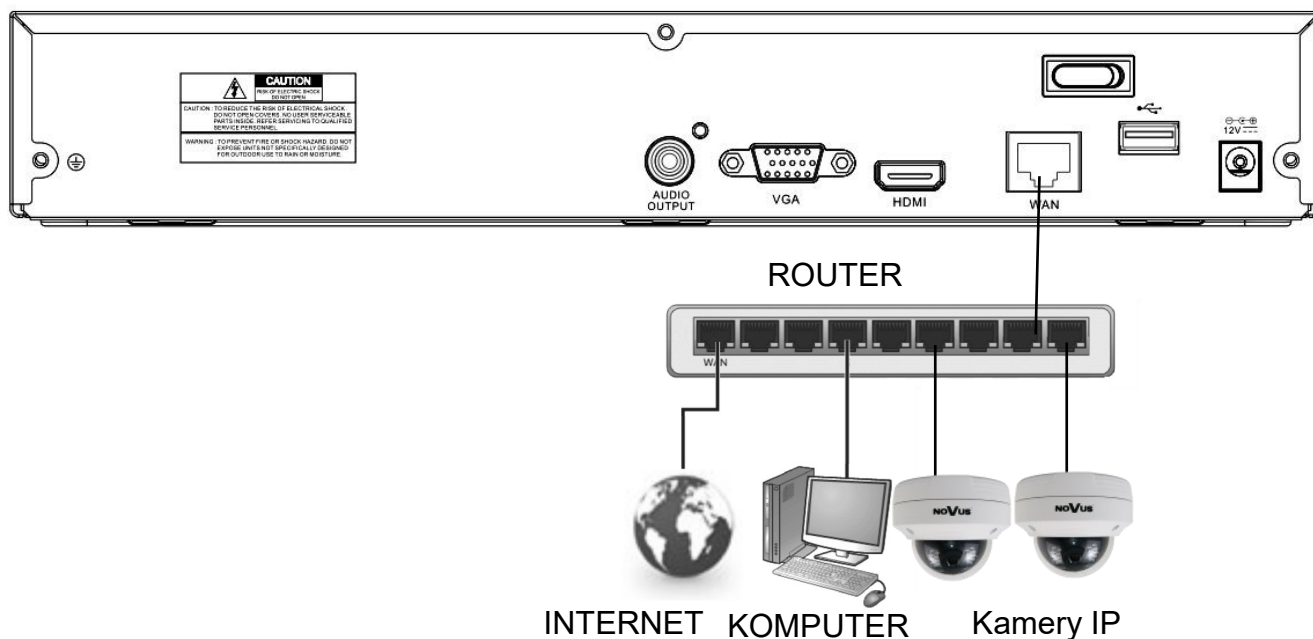 CAUTION
RISK OF ELECTRIC SHOCK
DO NOT OPEN
CAUTION : TO REDUCE THE RISK OF ELECTRICAL SHOCK.
DO NOT OPEN COVERS. NO USER SERVICEABLE
PARTS INSIDE. REFER SERVICING TO QUALIFIED
SERVICE PERSONNEL.
WARNING : TO PREVENT FIRE OR SHOCK HAZARD. DO NOT
EXPOSE UNITS NOT SPECIFICALLY DESIGNED
FOR OUTDOOR USE TO RAIN OR MOISTURE.
12V
AUDIO
OUTPUT
VGA
HDMI
WAN
ROUTER
WAN
NOVUS
NOVUS
INTERNET
KOMPUTER
Kamery IP